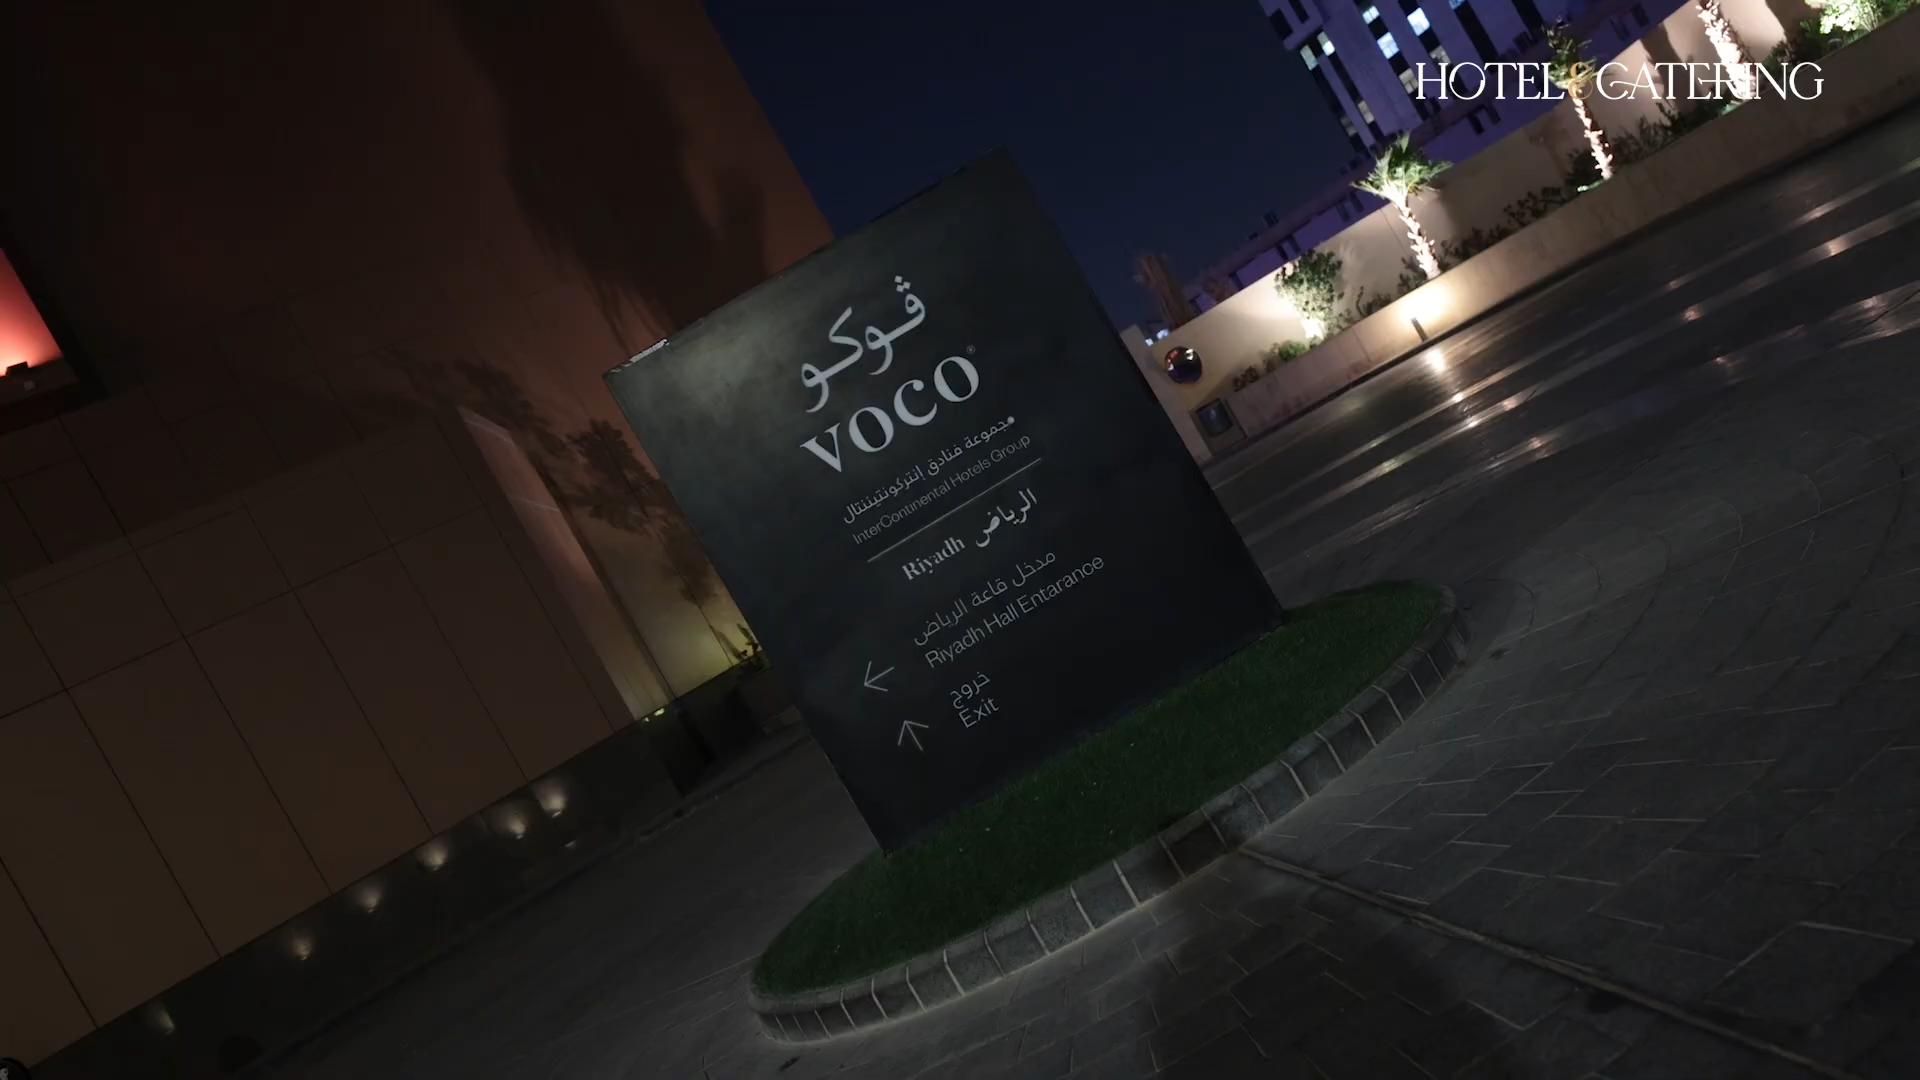 HOTEL&CATERING
ڤوكو
voco®
مجموعة فنادق إنتركونتيننتال
InterContinental Hotels Group
Riyadh الرياض
مدخل قاعة الرياض
Riyadh Hall Entarance
خروج
Exit